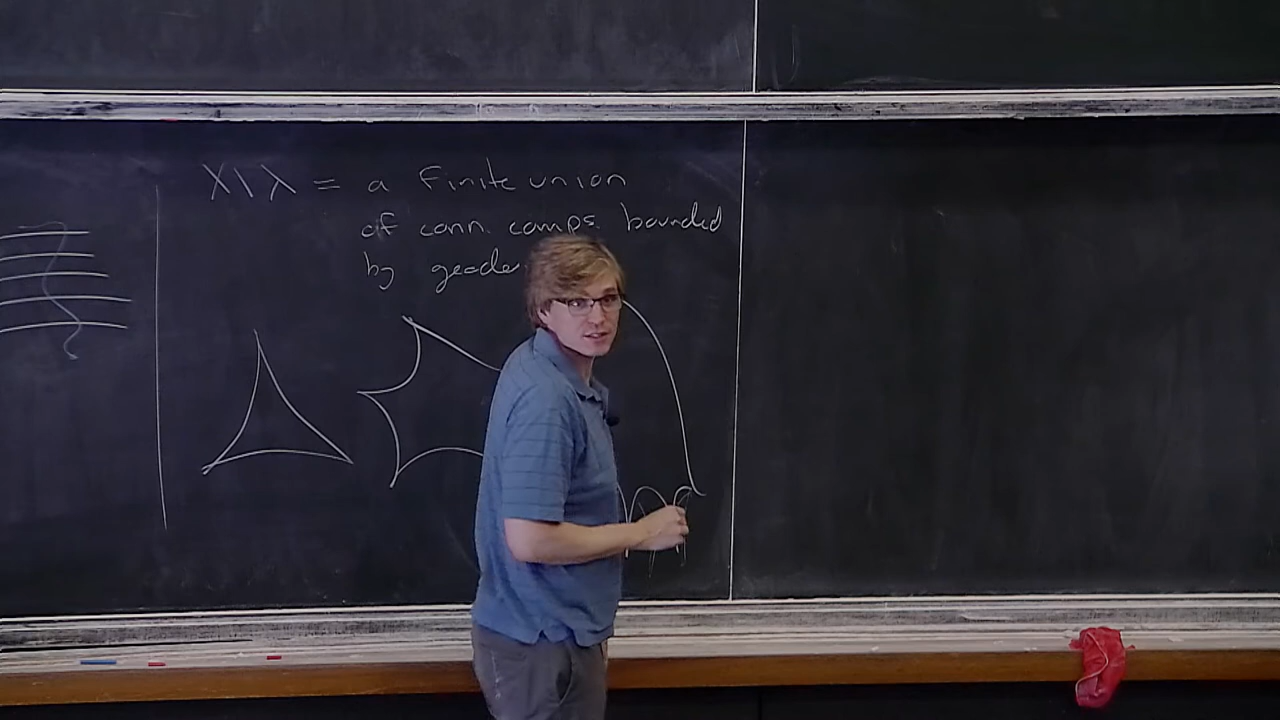 X \ λ = a finite union
of conn. comps. bounded
by geode